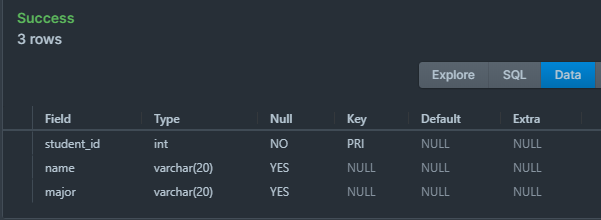 Success
3 rows
Explore SQL Data
Field Type Null Key Default Extra
student_id int NO PRI NULL NULL
name varchar(20) YES NULL NULL NULL
major varchar(20) YES NULL NULL NULL